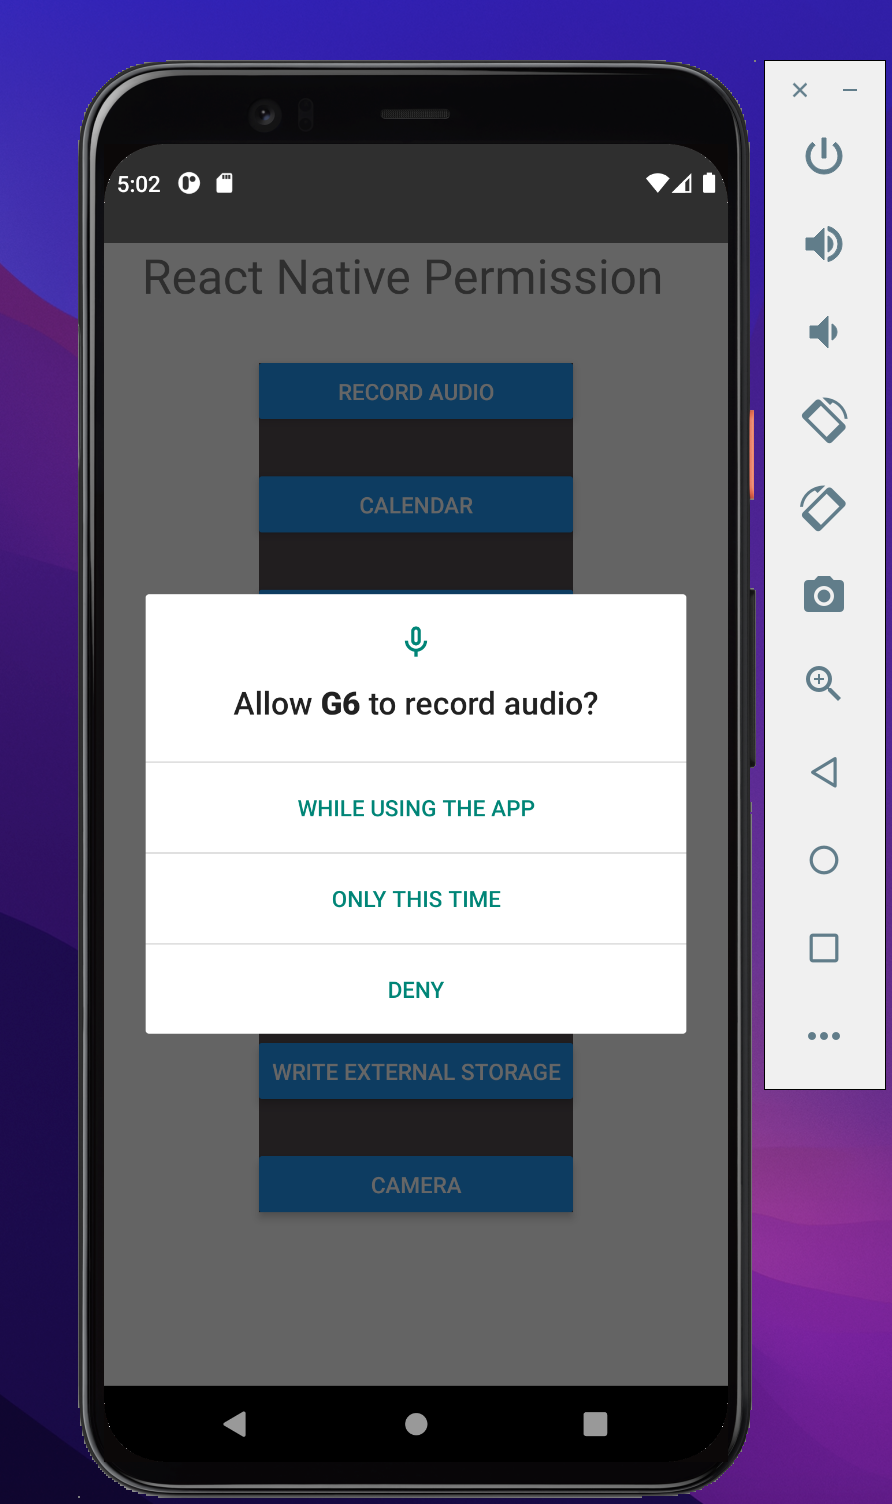 5:02
React Native Permission
RECORD AUDIO
CALENDAR
Allow G6 to record audio?
WHILE USING THE APP
ONLY THIS TIME
DENY
WRITE EXTERNAL STORAGE
CAMERA